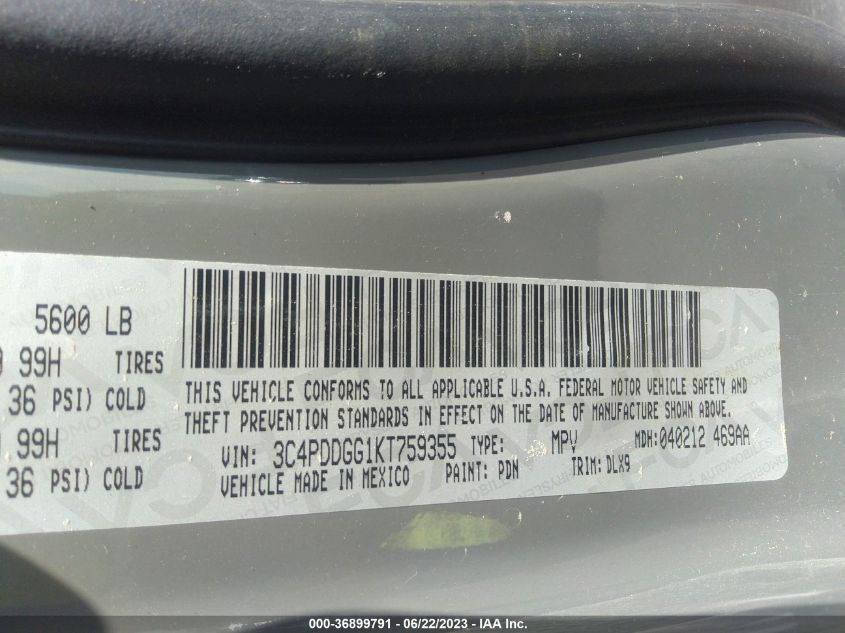 5600 LB
99H TIRES
36 PSI) COLD
99H TIRES
36 PSI) COLD
THIS VEHICLE CONFORMS TO ALL APPLICABLE U.S.A. FEDERAL MOTOR VEHICLE SAFETY AND
THEFT PREVENTION STANDARDS IN EFFECT ON THE DATE OF MANUFACTURE SHOWN ABOVE.
VIN: 3C4PDDGG1KT759355 TYPE: MPV MDH:040212 469AA
VEHICLE MADE IN MEXICO PAINT: PDN TRIM: DLX9
000-36899791 - 06/22/2023 - IAA Inc.